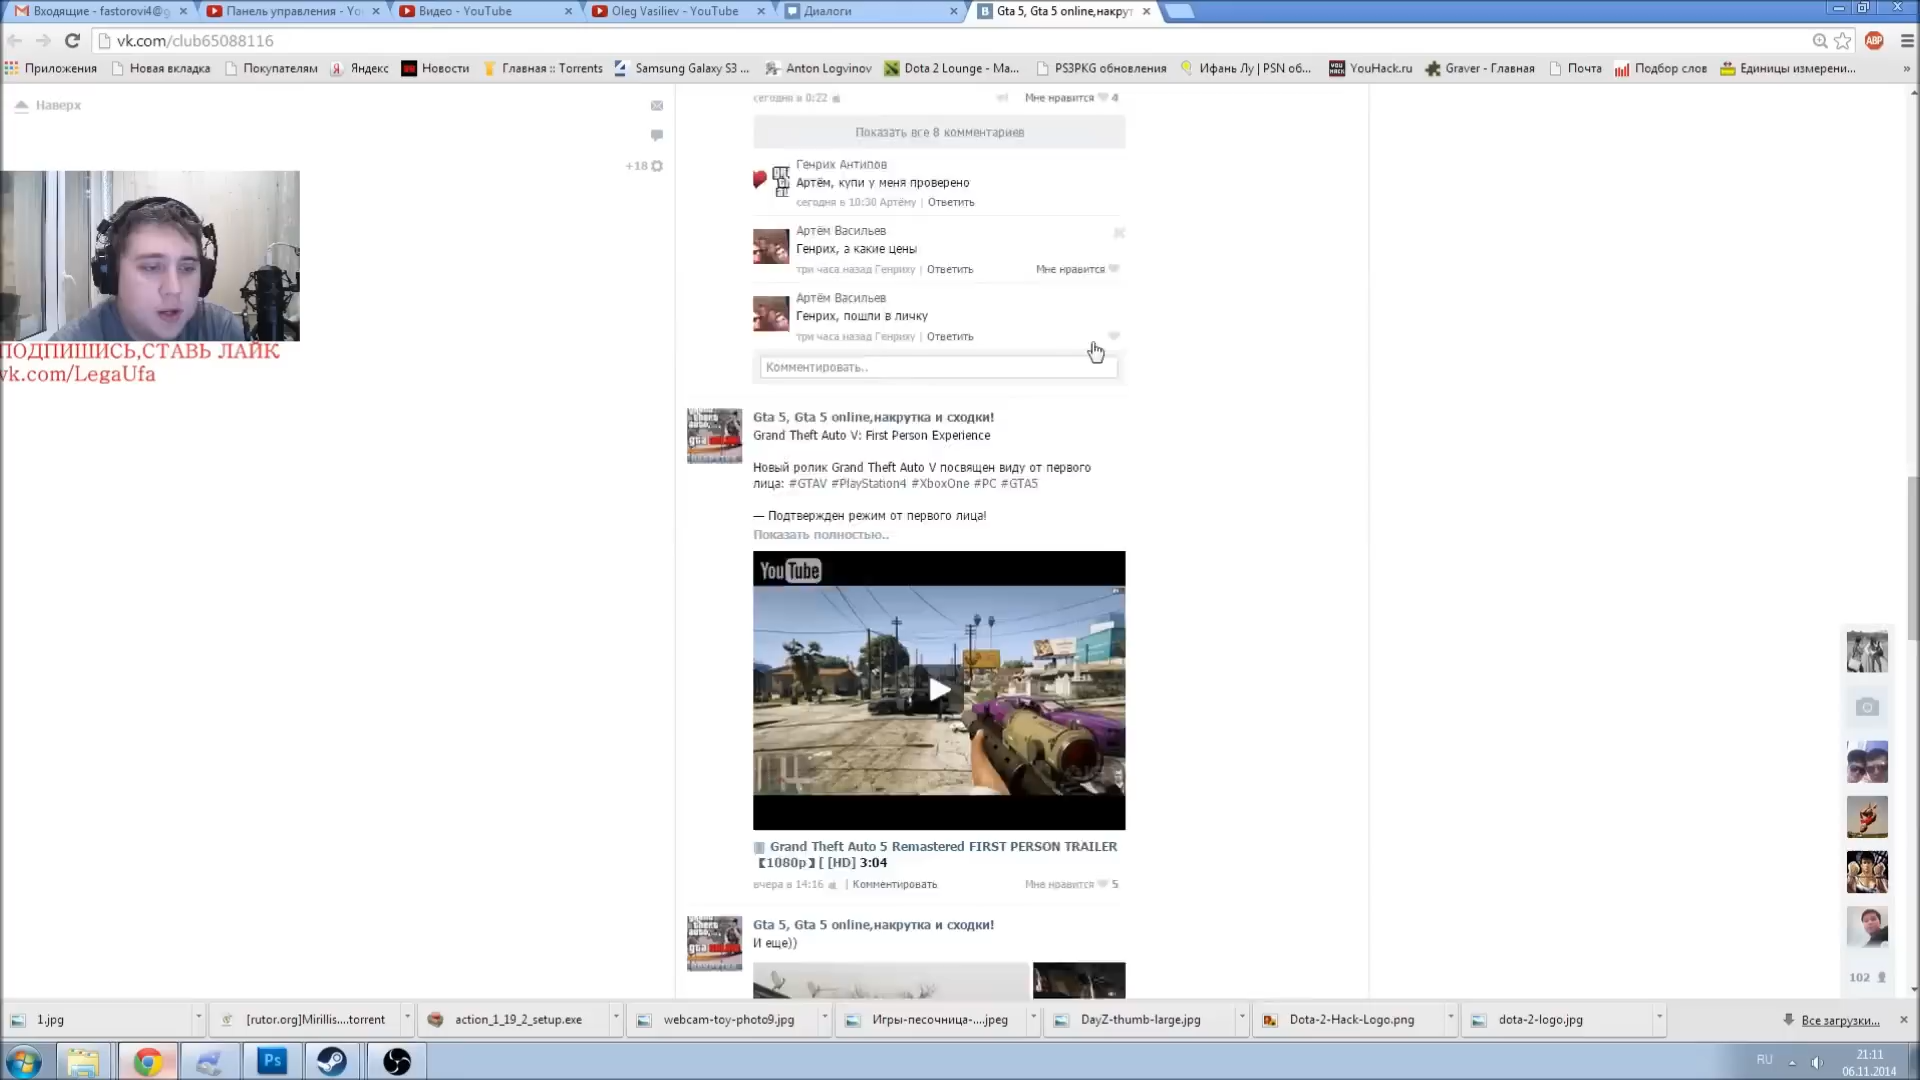 Входящие - fastorovi4@g
Панель управления - Yo
Видео - YouTube
Oleg Vasiliev - YouTube
Диалоги
Gta 5, Gta 5 online,накрут
vk.com/club65088116
ABP
Приложения
Новая вкладка
Покупателям
Яндекс
Новости
Главная :: Torrents
Samsung Galaxy S3 ...
Anton Logvinov
Dota 2 Lounge - Ma...
PS3PKG обновления
Ифань Лу | PSN об...
YouHack.ru
Graver - Главная
Почта
Подбор слов
Единицы измерени...
Наверх
+18
ПОДПИШИСЬ,СТАВЬ ЛАЙК
vk.com/LegaUfa
сегодня в 0:22
Мне нравится 4
Показать все 8 комментариев
Генрих Антипов
Артём, купи у меня проверено
сегодня в 10:30 Артёму | Ответить
Артём Васильев
Генрих, а какие цены
три часа назад Генриху | Ответить
Мне нравится
Артём Васильев
Генрих, пошли в личку
три часа назад Генриху | Ответить
Комментировать..
Gta 5, Gta 5 online,накрутка и сходки!
Grand Theft Auto V: First Person Experience
Новый ролик Grand Theft Auto V посвящен виду от первого
лица: #GTAV #PlayStation4 #XboxOne #PC #GTA5
— Подтвержден режим от первого лица!
Показать полностью..
YouTube
Grand Theft Auto 5 Remastered FIRST PERSON TRAILER
【1080p】[ [HD] 3:04
вчера в 14:16 | Комментировать
Мне нравится 5
Gta 5, Gta 5 online,накрутка и сходки!
И еще))
102
1.jpg
[rutor.org]Mirillis....torrent
action_1_19_2_setup.exe
webcam-toy-photo9.jpg
Игры-песочница-....jpeg
DayZ-thumb-large.jpg
Dota-2-Hack-Logo.png
dota-2-logo.jpg
Все загрузки...
Ps
RU
21:11
06.11.2014